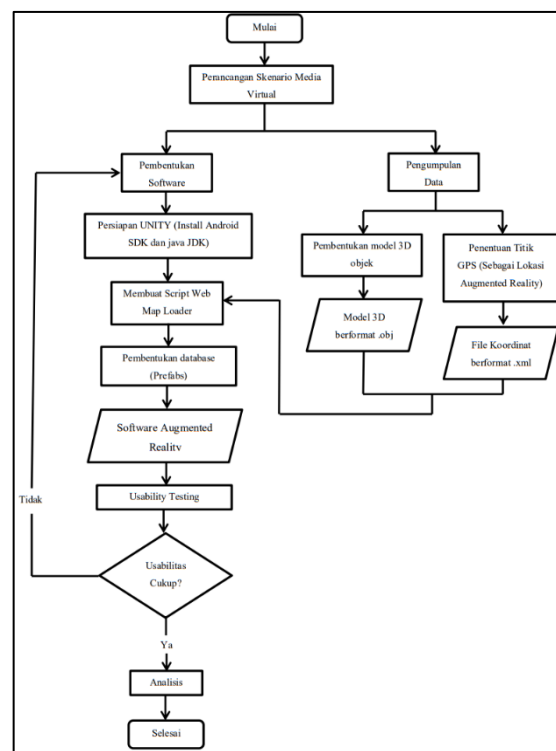 Mulai
Perancangan Skenario Media
Virtual
Pembentukan
Software
Pengumpulan
Data
Persiapan UNITY (Install Android
SDK dan java JDK)
Pembentukan model 3D
objek
Penentuan Titik
GPS (Sebagai Lokasi
Augmented Reality)
Membuat Script Web
Map Loader
Model 3D
berformat .obj
File Koordinat
berformat .xml
Pembentukan database
(Prefabs)
Software Augmented
Reality
Usability Testing
Tidak
Usabilitas
Cukup?
Ya
Analisis
Selesai